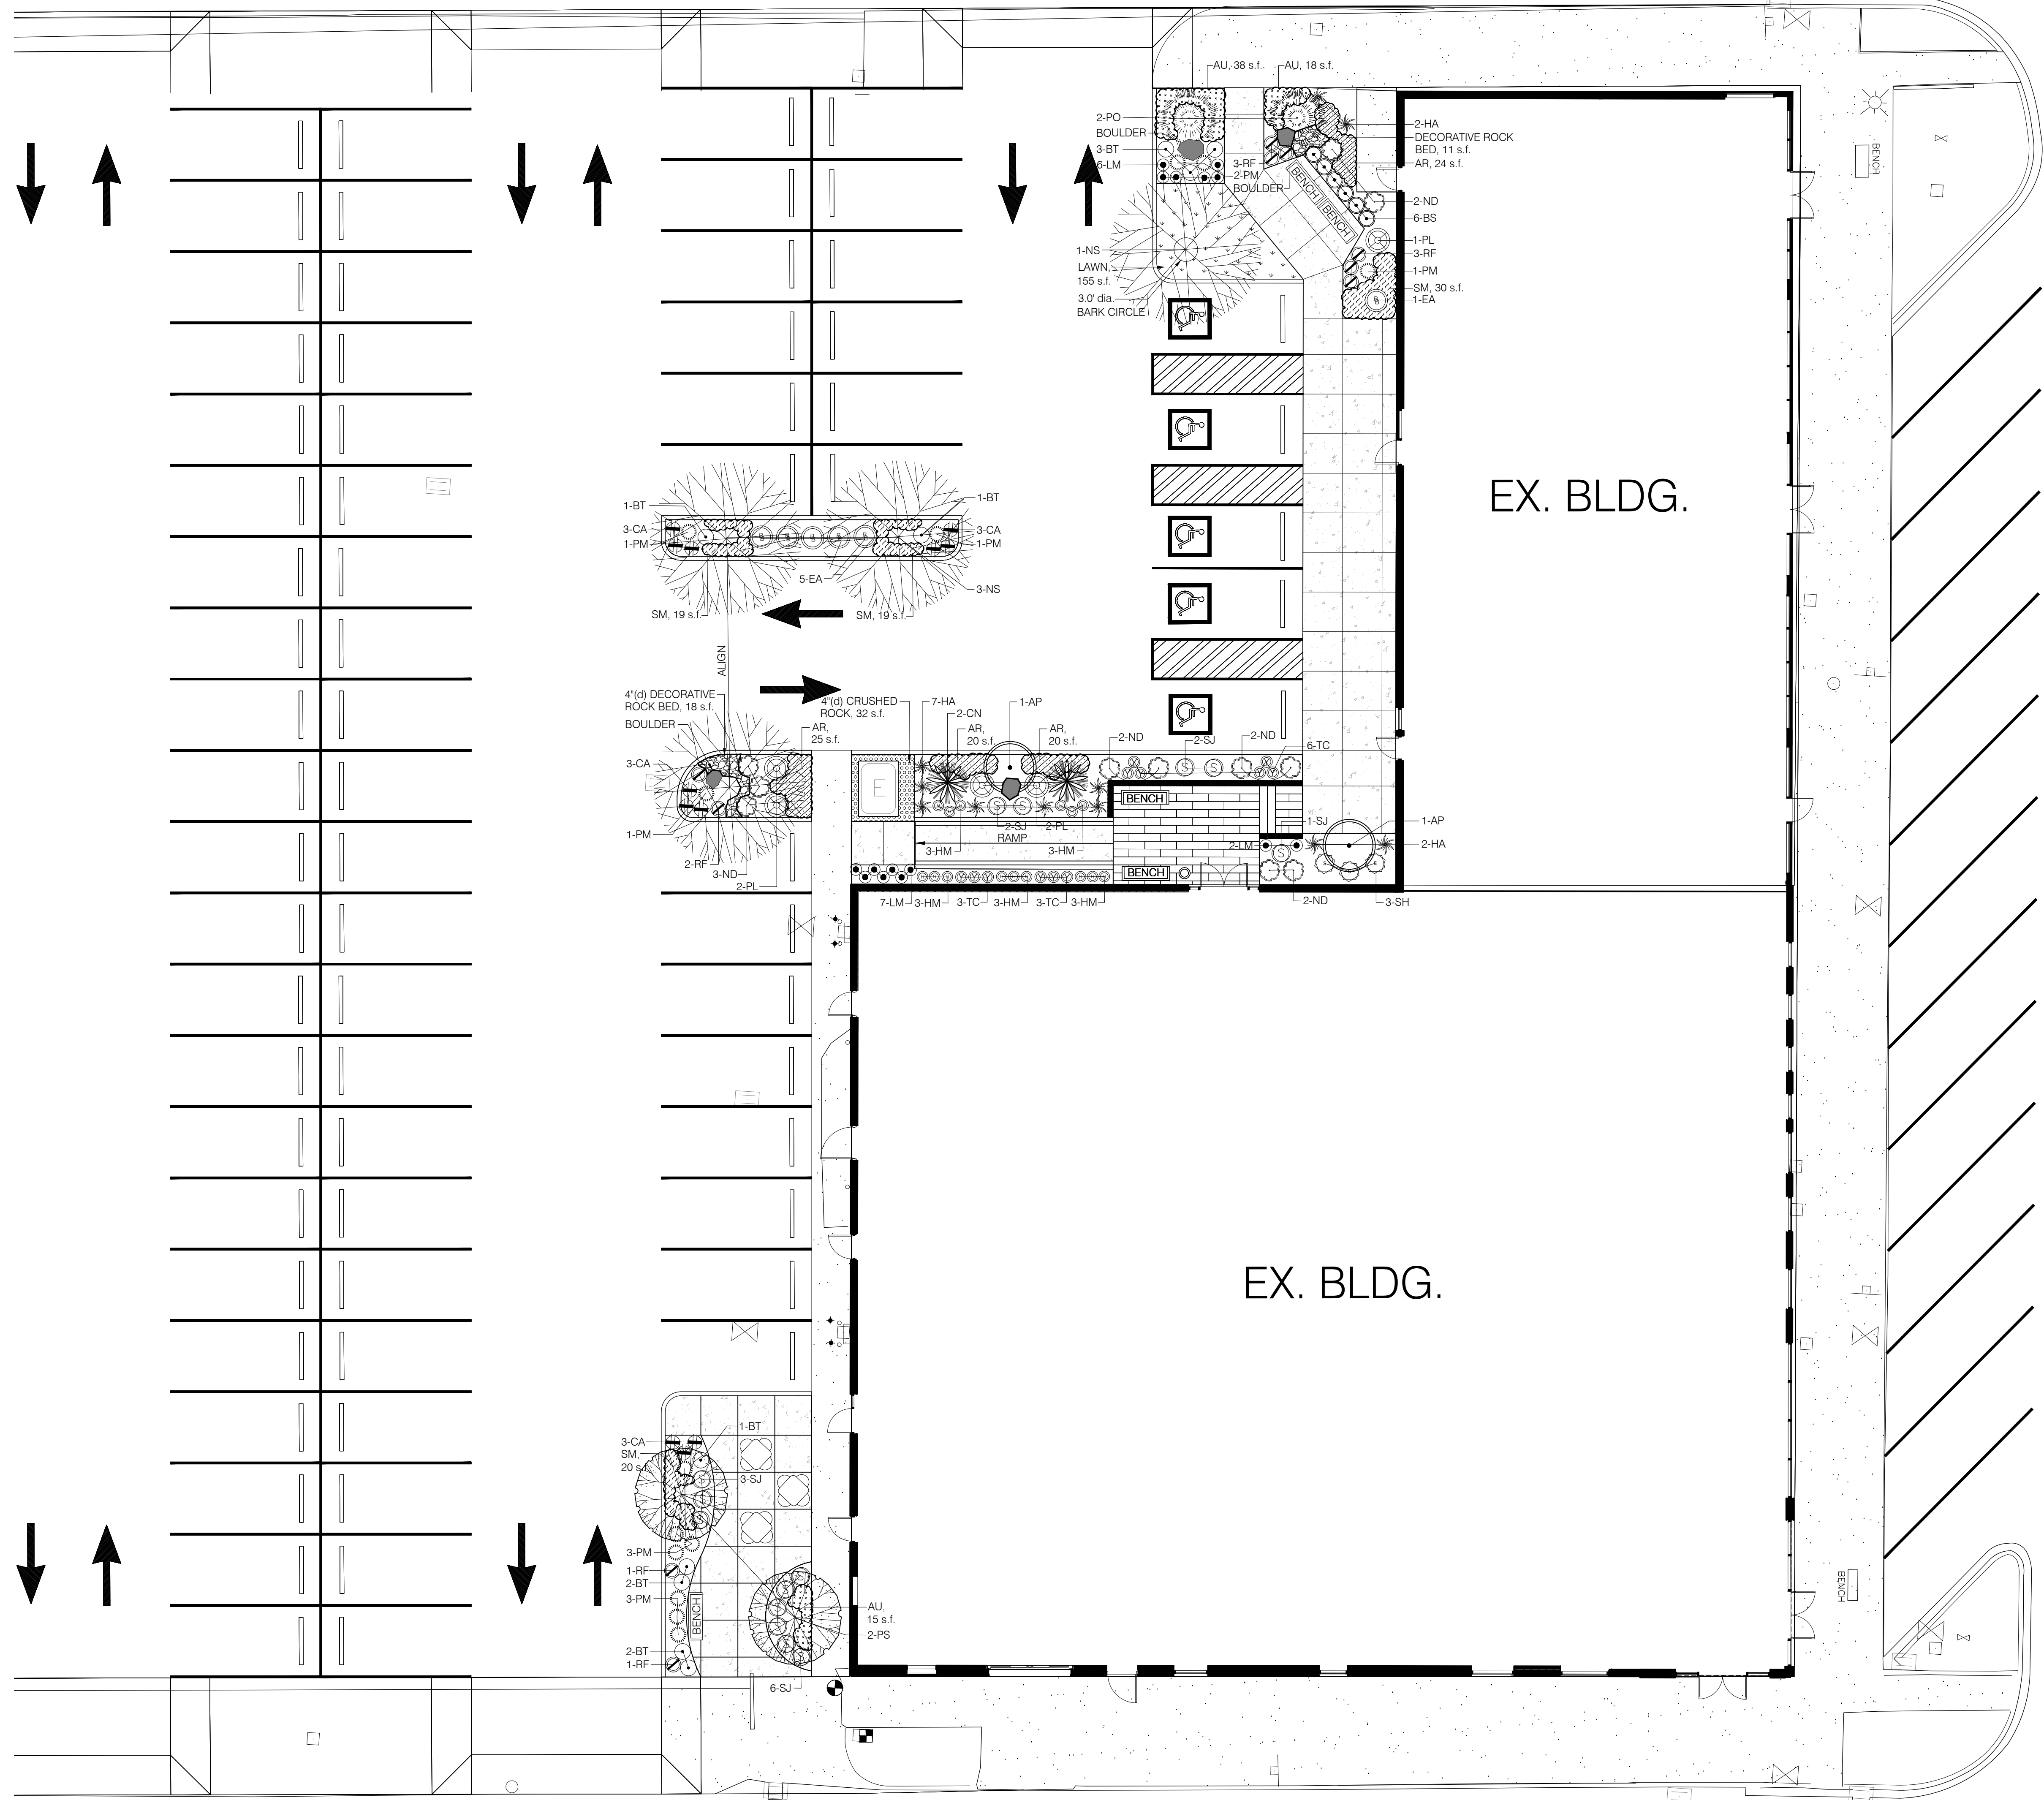 AU, 38 s.f.
AU, 18 s.f.
2-PO
BOULDER
3-BT
6-LM
3-RF
2-PM
BOULDER
2-HA
DECORATIVE ROCK
BED, 11 s.f.
AR, 24 s.f.
BENCH
BENCH
BENCH
2-ND
6-BS
1-PL
3-RF
1-PM
SM, 30 s.f.
1-EA
1-NS
LAWN,
155 s.f.
3.0' dia.
BARK CIRCLE
EX. BLDG.
1-BT
3-CA
1-PM
1-BT
3-CA
1-PM
5-EA
3-NS
SM, 19 s.f.
SM, 19 s.f.
ALIGN
4"(d) DECORATIVE
ROCK BED, 18 s.f.
BOULDER
AR,
25 s.f.
4"(d) CRUSHED
ROCK, 32 s.f.
7-HA
2-CN
AR,
20 s.f.
1-AP
AR,
20 s.f.
2-ND
2-SJ
2-ND
6-TC
3-CA
1-PM
2-RF
3-ND
2-PL
E
BENCH
2-SJ
2-PL
RAMP
3-HM
3-HM
1-SJ
2-LM
1-AP
2-HA
BENCH
7-LM
3-HM
3-TC
3-HM
3-TC
3-HM
2-ND
3-SH
EX. BLDG.
1-BT
3-CA
SM,
20 s.f.
3-SJ
3-PM
1-RF
2-BT
3-PM
BENCH
2-BT
1-RF
AU,
15 s.f.
2-PS
6-SJ
BENCH